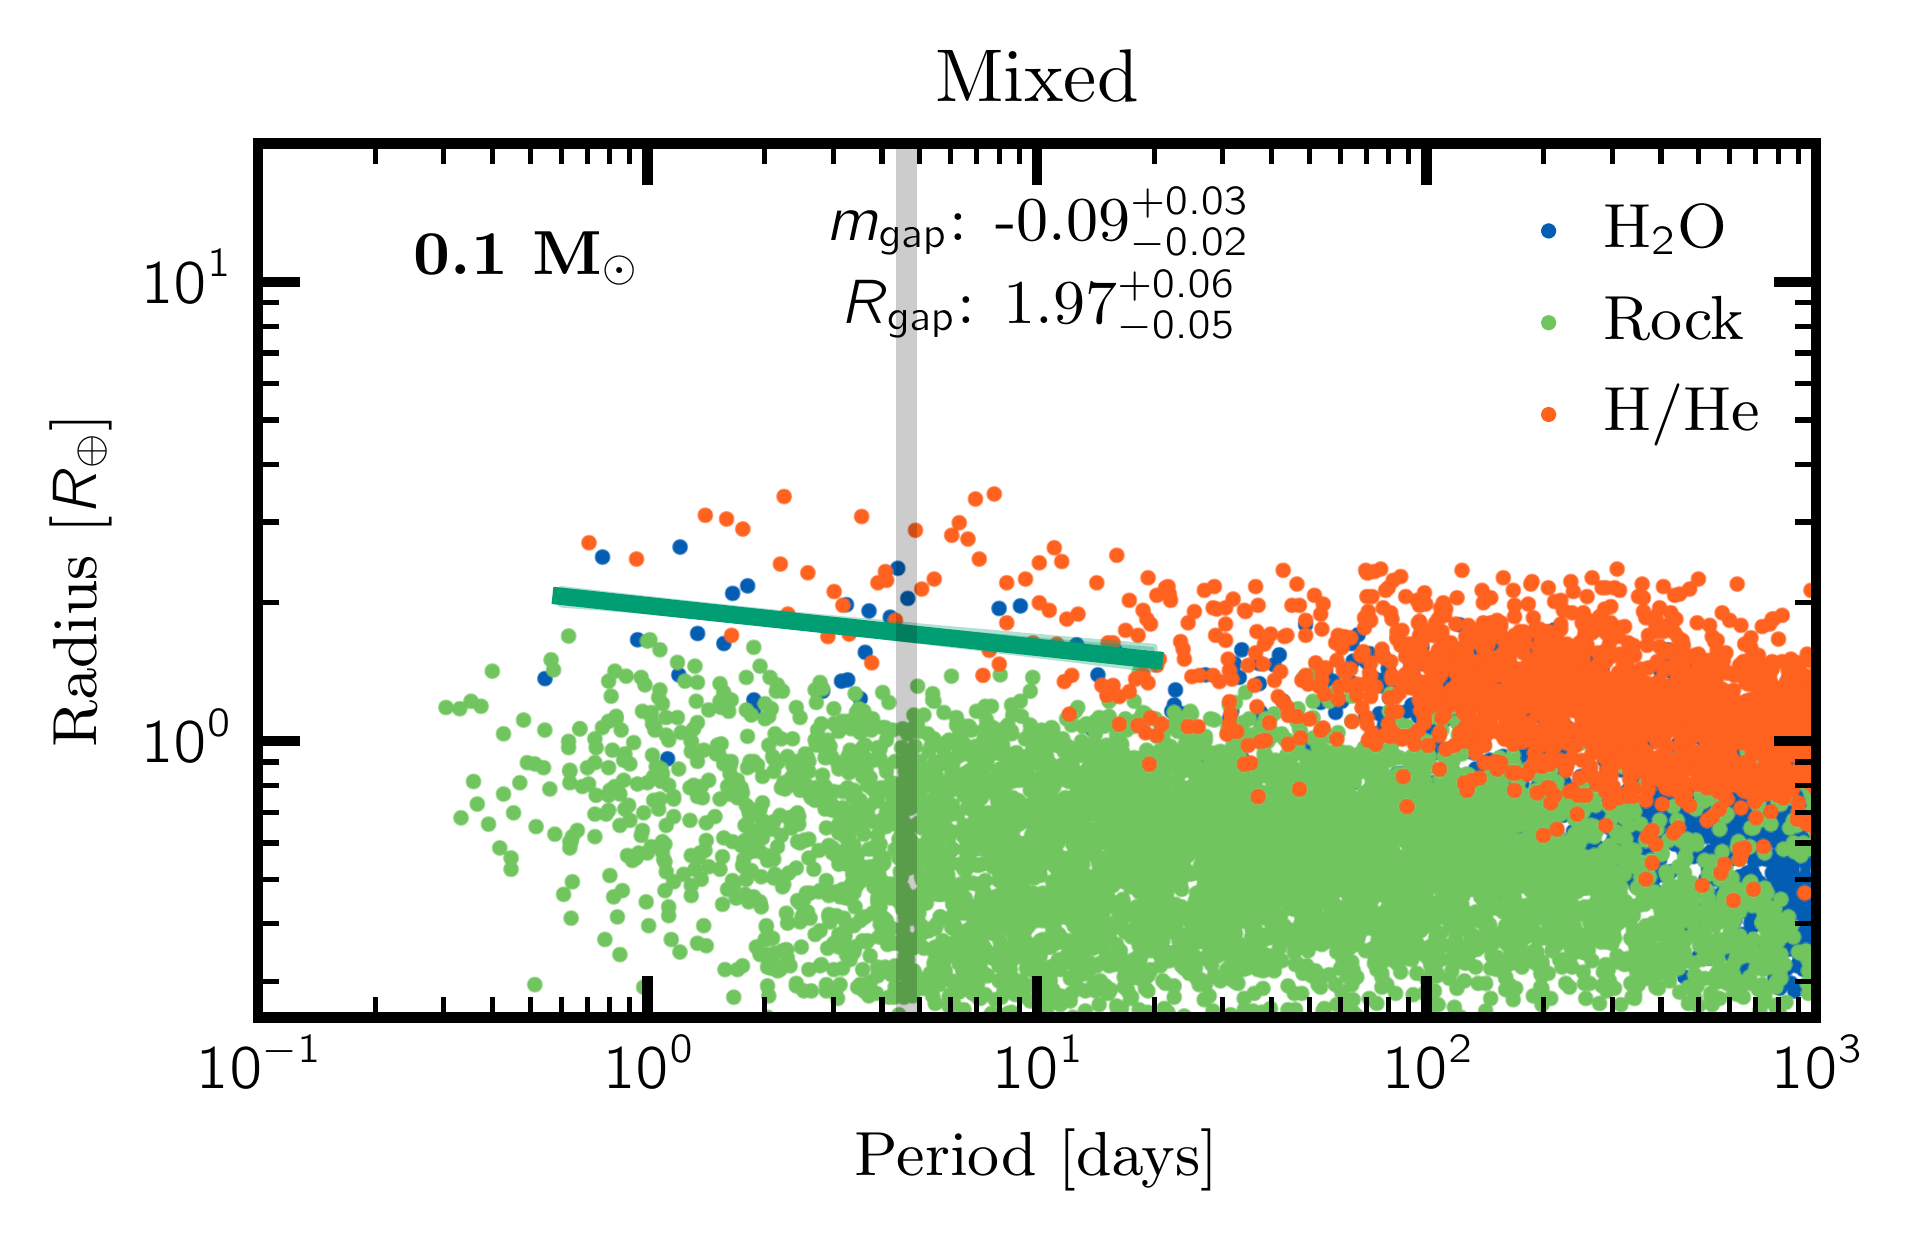 Mixed
0.1 M⊙
m_gap: -0.09^{+0.03}_{-0.02}
R_gap: 1.97^{+0.06}_{-0.05}
H₂O
Rock
H/He
Radius [R⊕]
10¹
10⁰
10⁻¹ 10⁰ 10¹ 10² 10³
Period [days]